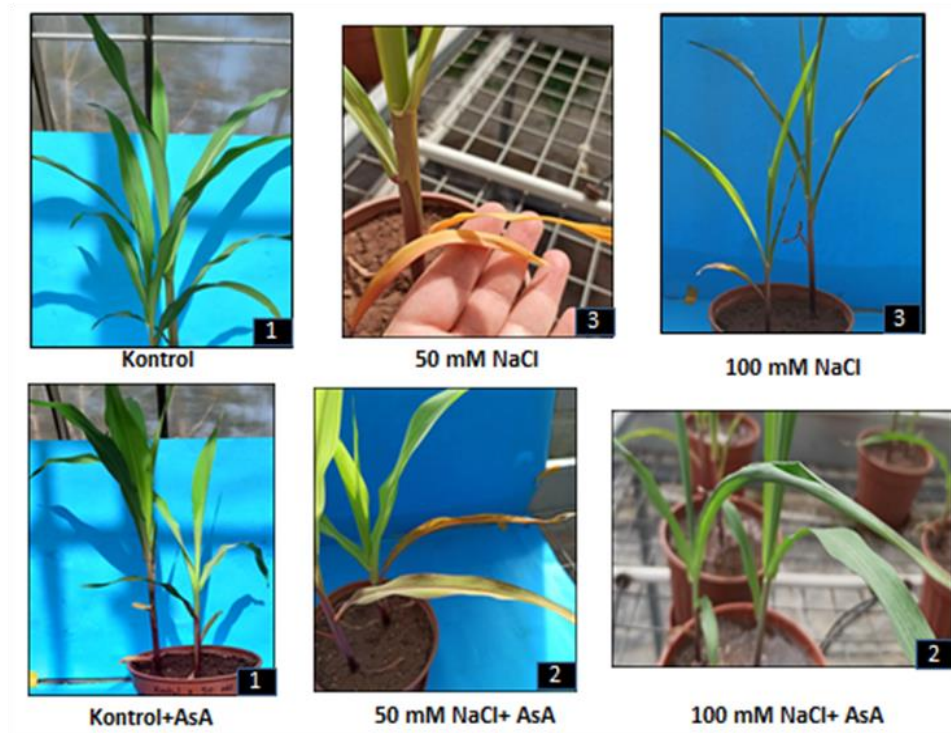 1
3
3
Kontrol
50 mM NaCl
100 mM NaCl
1
2
2
Kontrol+AsA
50 mM NaCl+ AsA
100 mM NaCl+ AsA